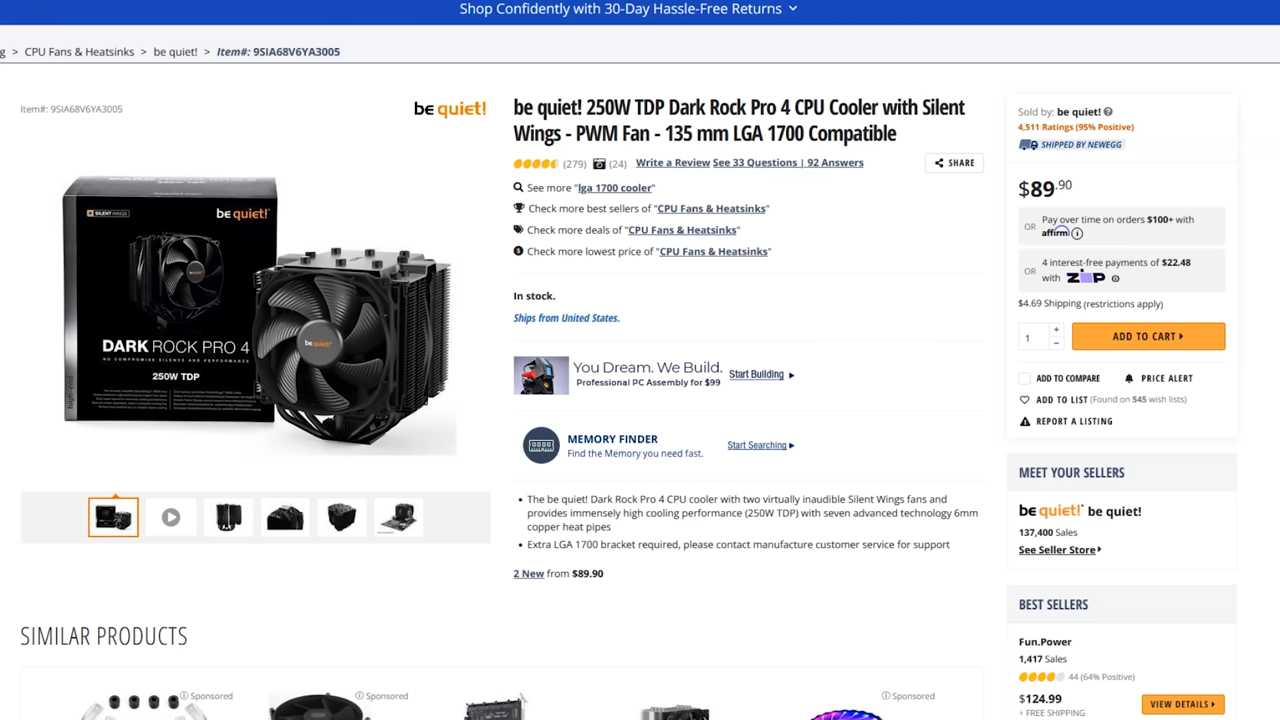 Shop Confidently with 30-Day Hassle-Free Returns
g > CPU Fans & Heatsinks > be quiet! > Item#: 9SIA68V6YA3005
Item#: 9SIA68V6YA3005
be quiet!
be quiet! 250W TDP Dark Rock Pro 4 CPU Cooler with Silent
Wings - PWM Fan - 135 mm LGA 1700 Compatible
(279) (24) Write a Review See 33 Questions | 92 Answers
SHARE
See more "lga 1700 cooler"
Check more best sellers of "CPU Fans & Heatsinks"
Check more deals of "CPU Fans & Heatsinks"
Check more lowest price of "CPU Fans & Heatsinks"
In stock.
Ships from United States.
You Dream. We Build.
Professional PC Assembly for $99
Start Building
MEMORY FINDER
Find the Memory you need fast.
Start Searching
• The be quiet! Dark Rock Pro 4 CPU cooler with two virtually inaudible Silent Wings fans and
provides immensely high cooling performance (250W TDP) with seven advanced technology 6mm
copper heat pipes
• Extra LGA 1700 bracket required, please contact manufacture customer service for support
2 New from $89.90
SILENT WINGS
be quiet!
DARK ROCK PRO 4
NO COMPROMISE SILENCE AND PERFORMANCE
250W TDP
high-end
be quiet!
Sold by: be quiet!
4,511 Ratings (95% Positive)
SHIPPED BY NEWEGG
$89.90
OR
Pay over time on orders $100+ with
affirm
OR
4 interest-free payments of $22.48
with ZIP
$4.69 Shipping (restrictions apply)
1
+
−
ADD TO CART
ADD TO COMPARE
PRICE ALERT
ADD TO LIST (Found on 545 wish lists)
REPORT A LISTING
MEET YOUR SELLERS
be quiet! be quiet!
137,400 Sales
See Seller Store
BEST SELLERS
Fun.Power
1,417 Sales
44 (64% Positive)
$124.99
+ FREE SHIPPING
VIEW DETAILS
SIMILAR PRODUCTS
Sponsored
Sponsored
Sponsored